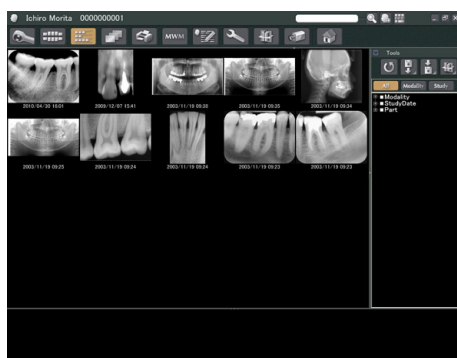 Ichiro Morita 0000000001
MWM
Tools
All Modality Study
Modality
StudyDate
Part
2010/04/30 16:01
2009/12/07 15:41
2003/11/19 09:35
2003/11/19 09:35
2003/11/19 09:34
2003/11/19 09:25
2003/11/19 09:24
2003/11/19 09:24
2003/11/19 09:23
2003/11/19 09:23